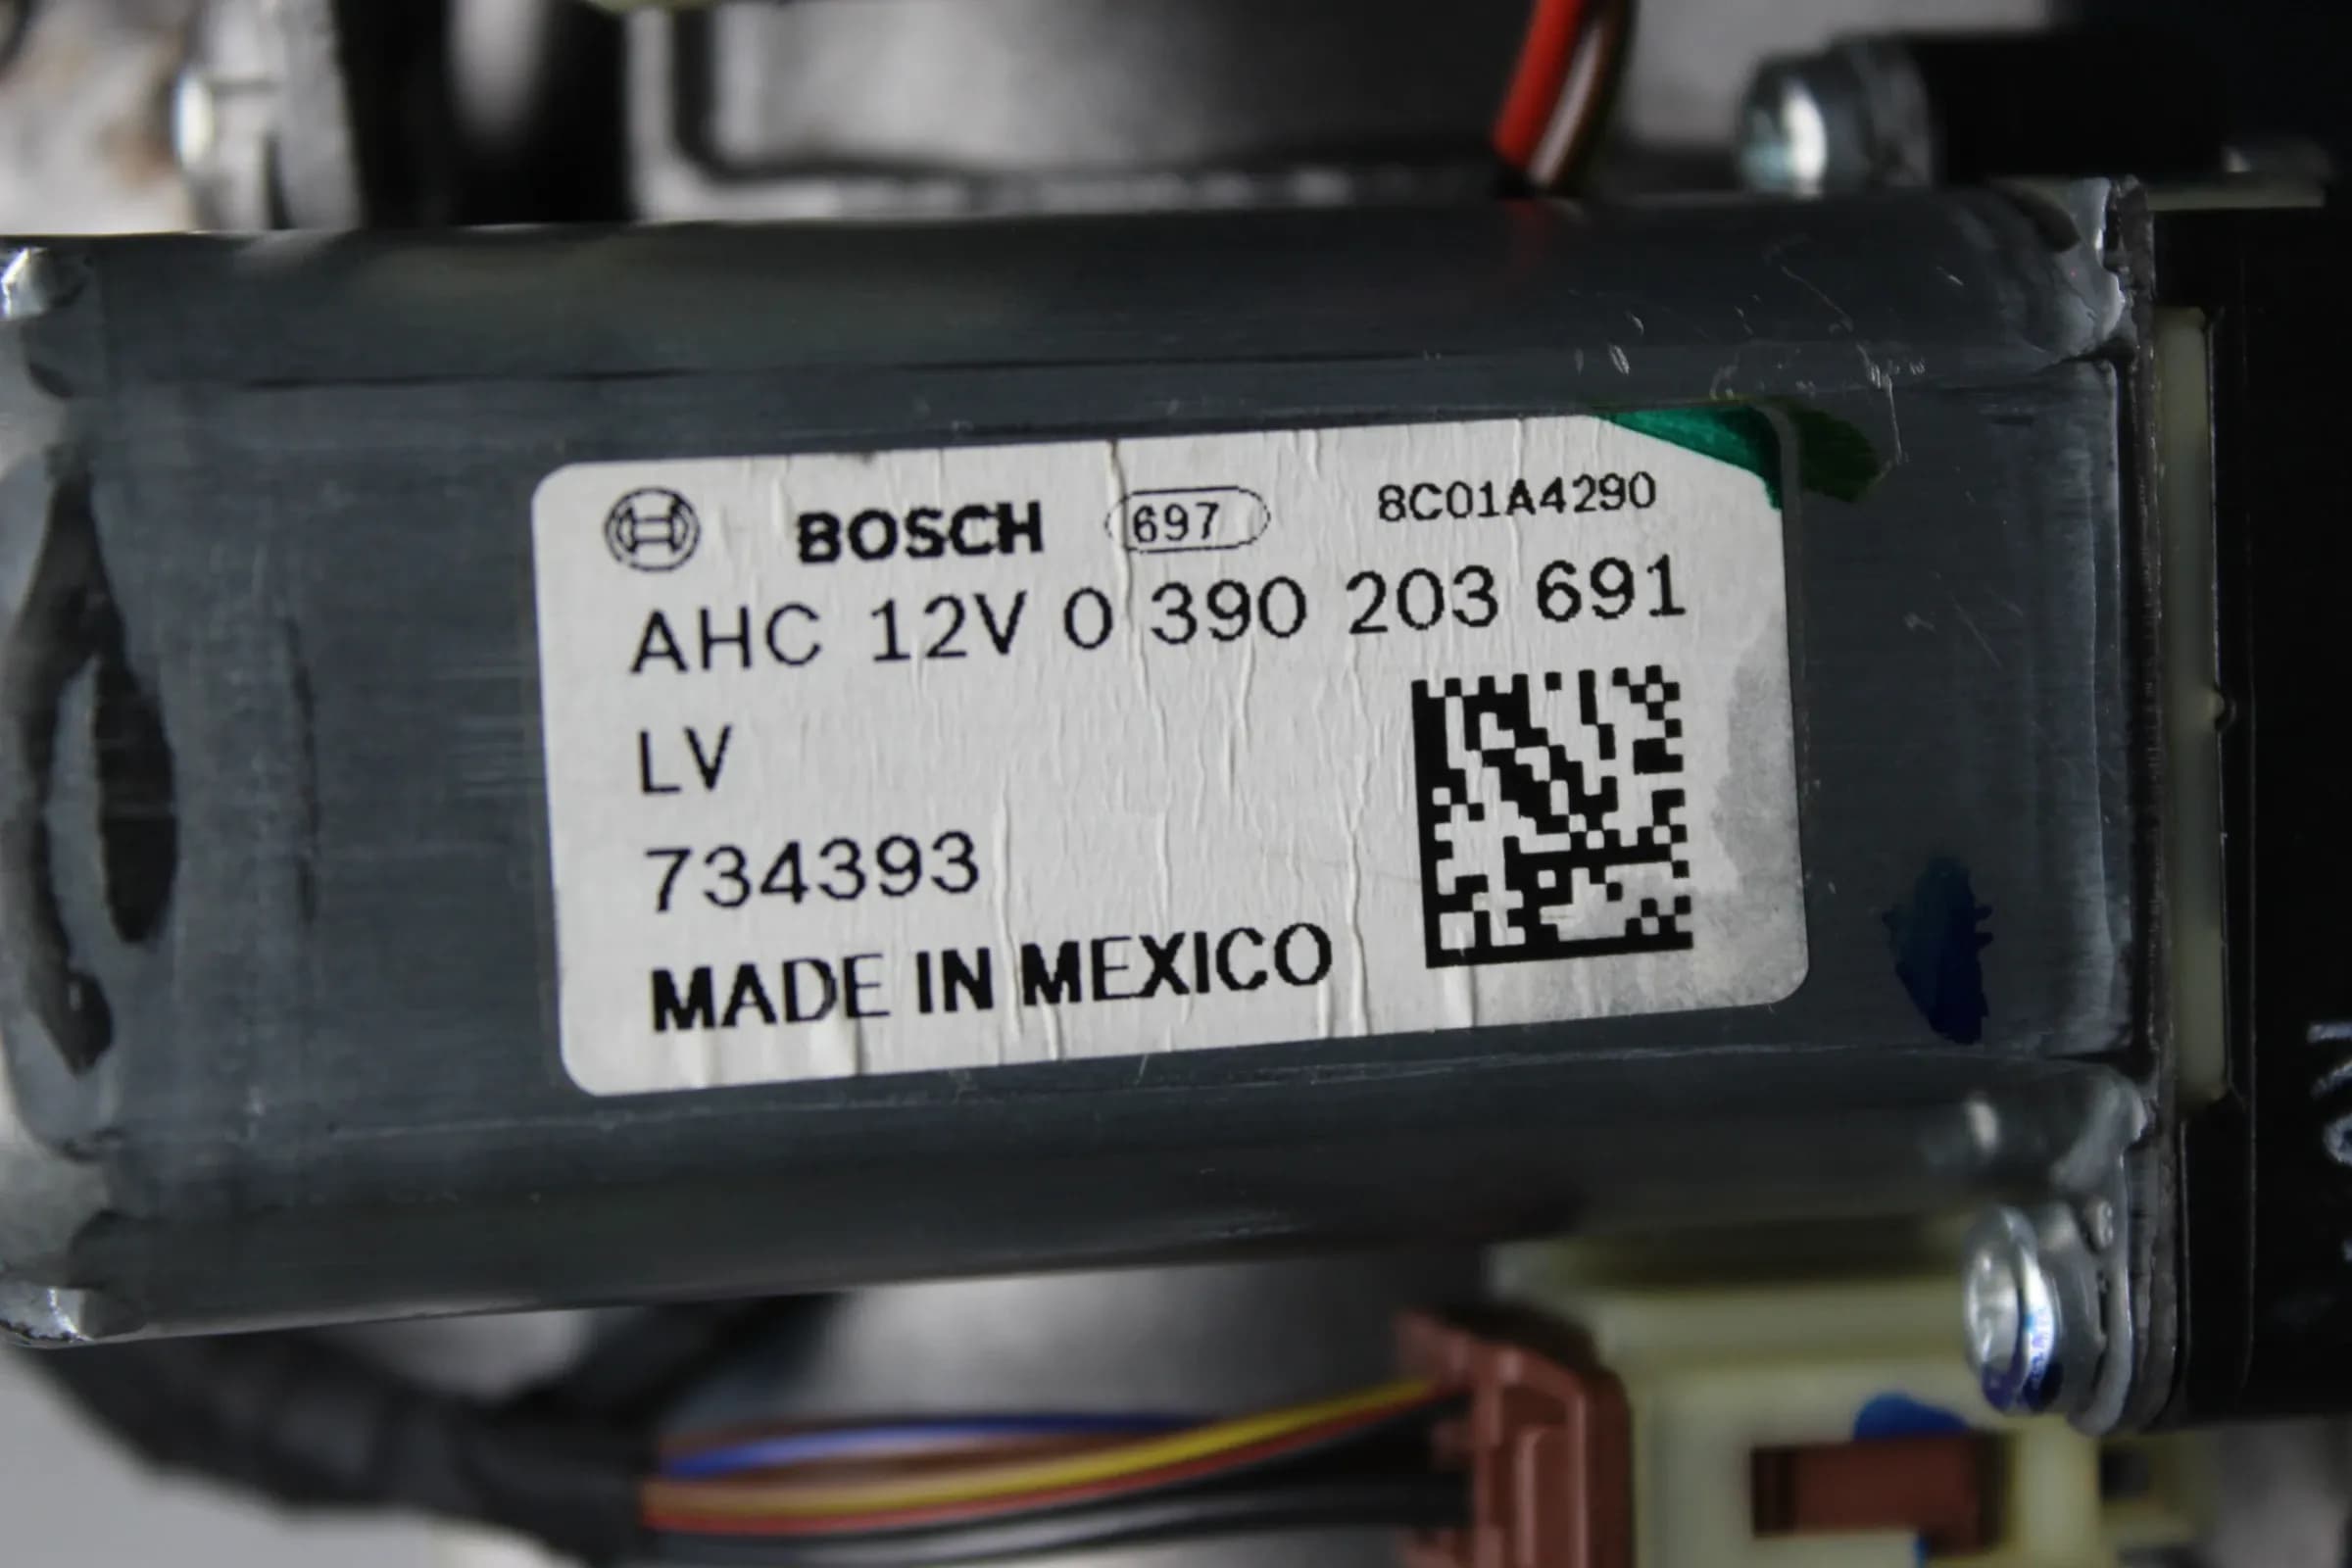 BOSCH 697 8C01A4290
AHC 12V 0 390 203 691
LV
734393
MADE IN MEXICO